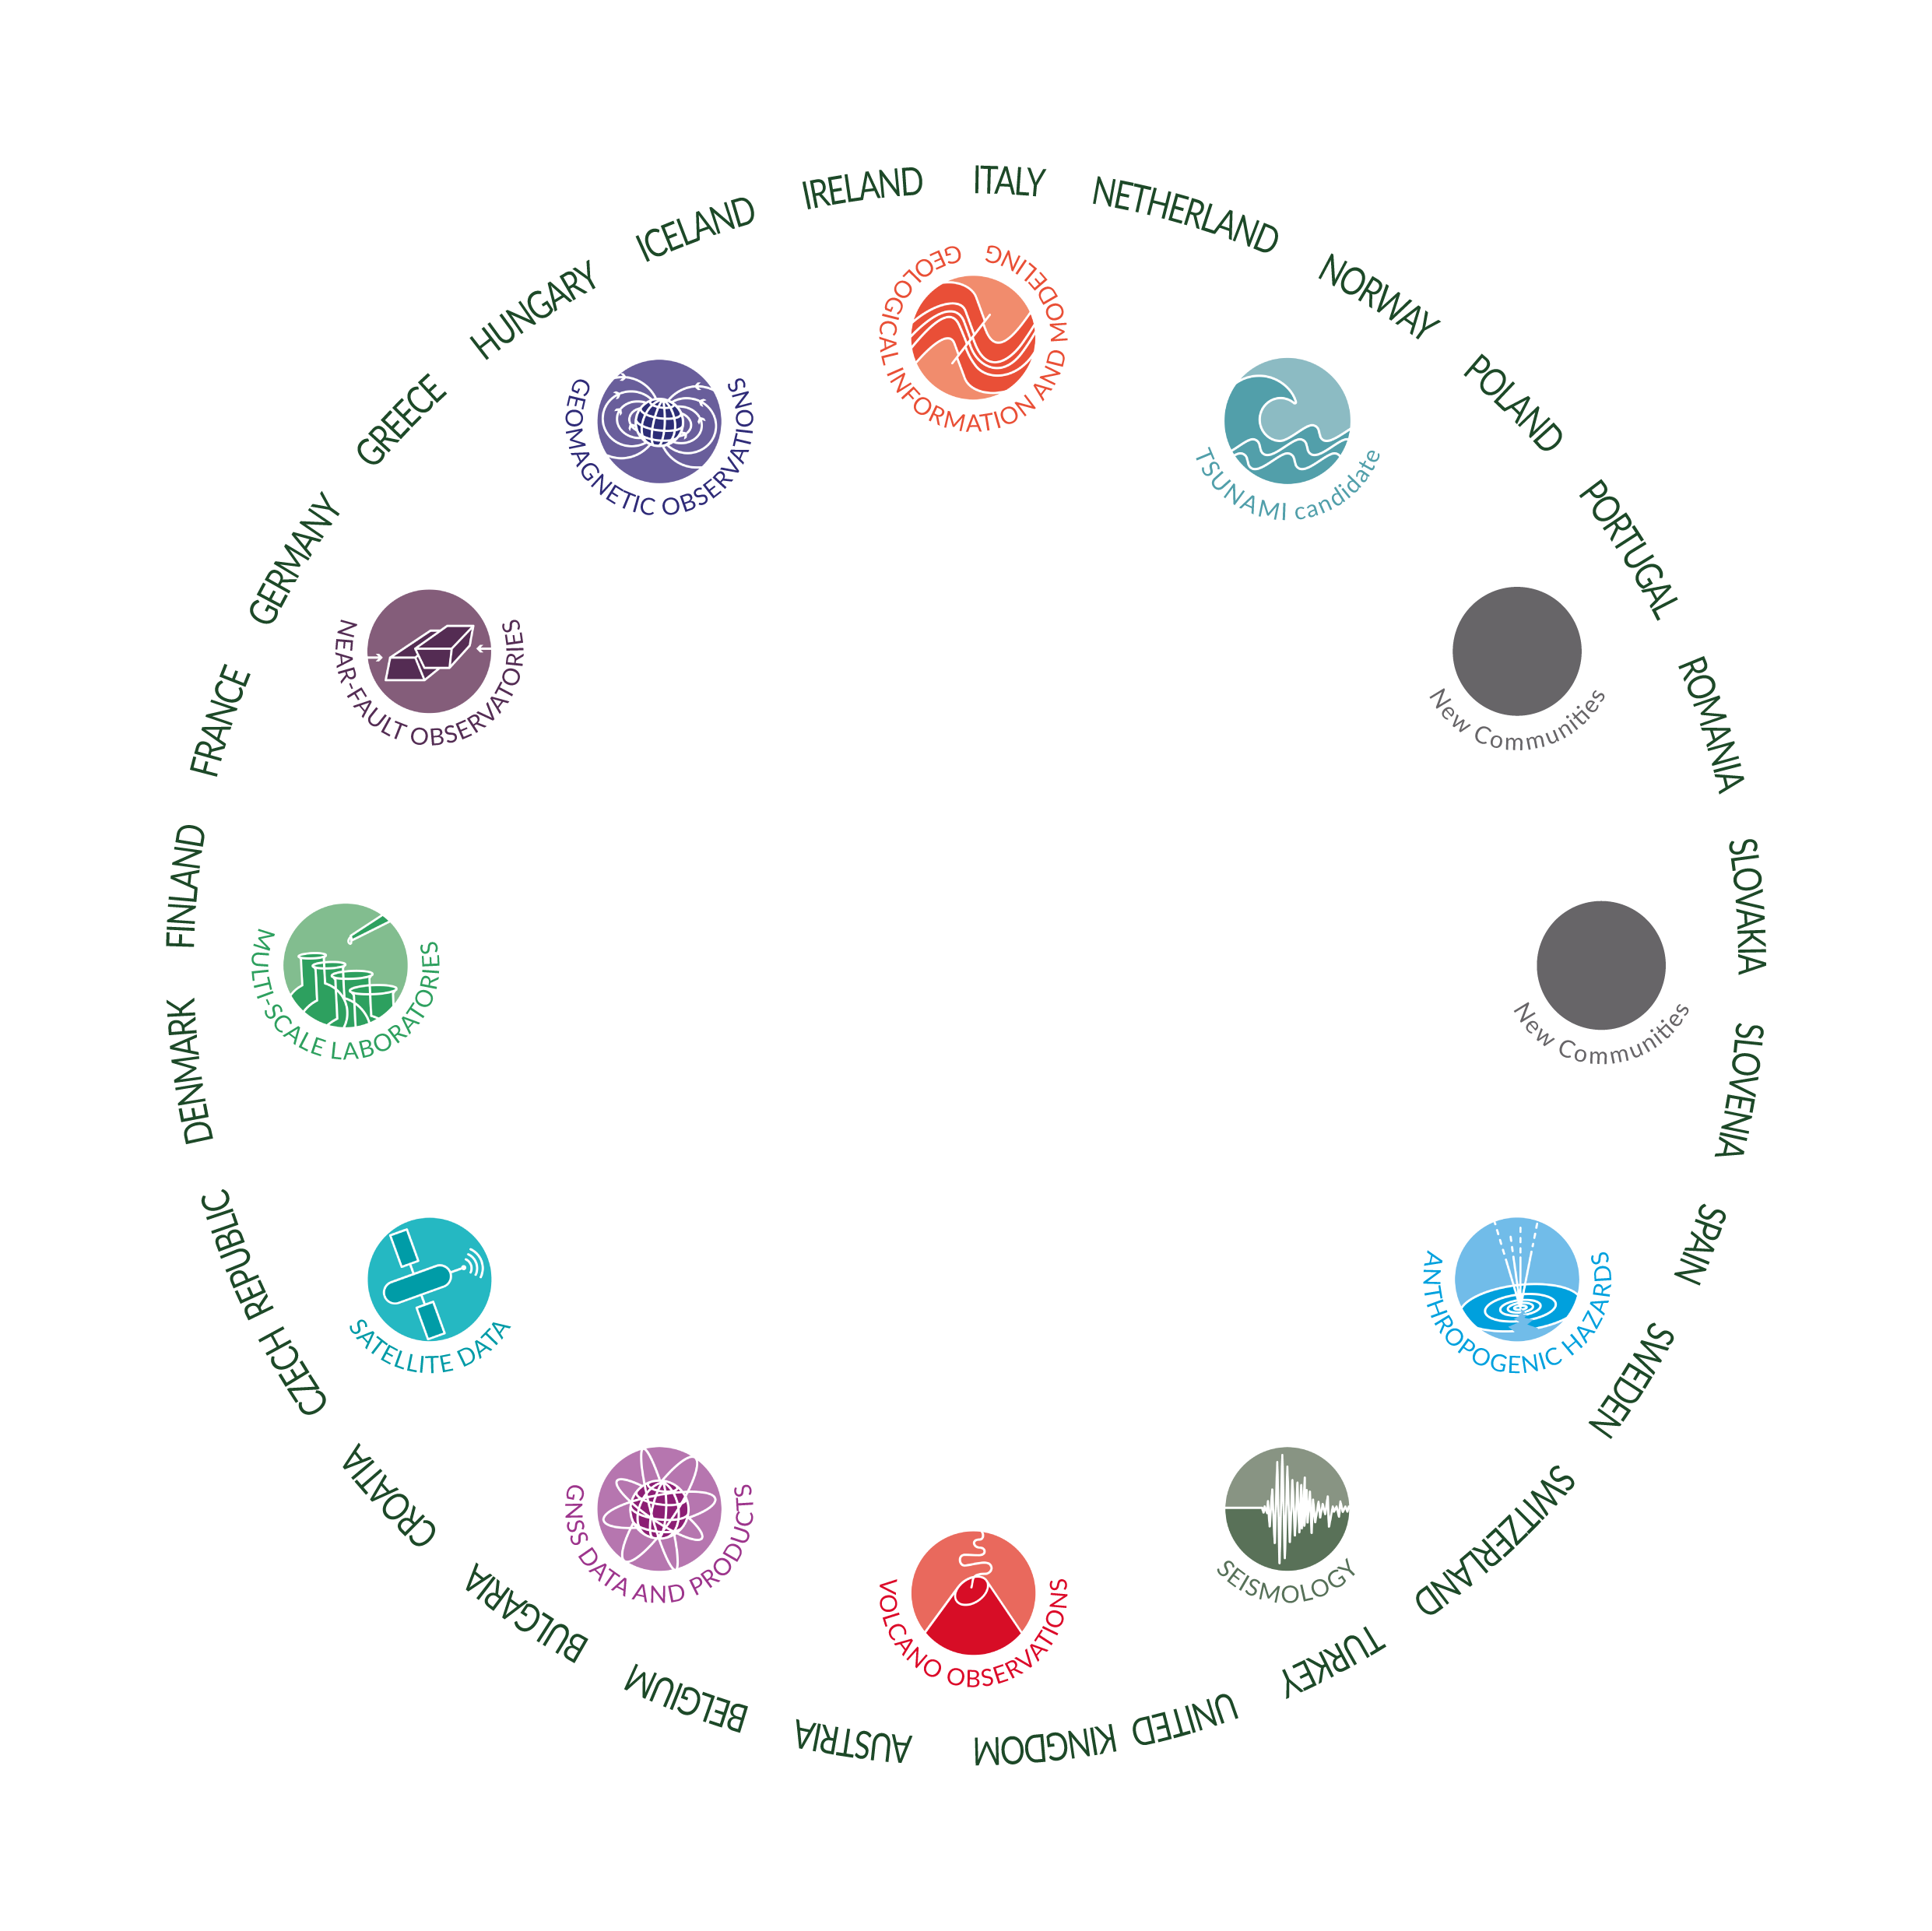 AUSTRIA
BELGIUM
BULGARIA
CROATIA
CZECH REPUBLIC
DENMARK
FINLAND
FRANCE
GERMANY
GREECE
HUNGARY
ICELAND
IRELAND
ITALY
NETHERLAND
NORWAY
POLAND
PORTUGAL
ROMANIA
SLOVAKIA
SLOVENIA
SPAIN
SWEDEN
SWITZERLAND
TURKEY
UNITED KINGDOM
GEOLOGICAL INFORMATION AND MODELING
TSUNAMI candidate
New Communities
New Communities
ANTHROPOGENIC HAZARDS
SEISMOLOGY
VOLCANO OBSERVATIONS
GNSS DATA AND PRODUCTS
SATELLITE DATA
MULTI-SCALE LABORATORIES
NEAR-FAULT OBSERVATORIES
GEOMAGNETIC OBSERVATIONS